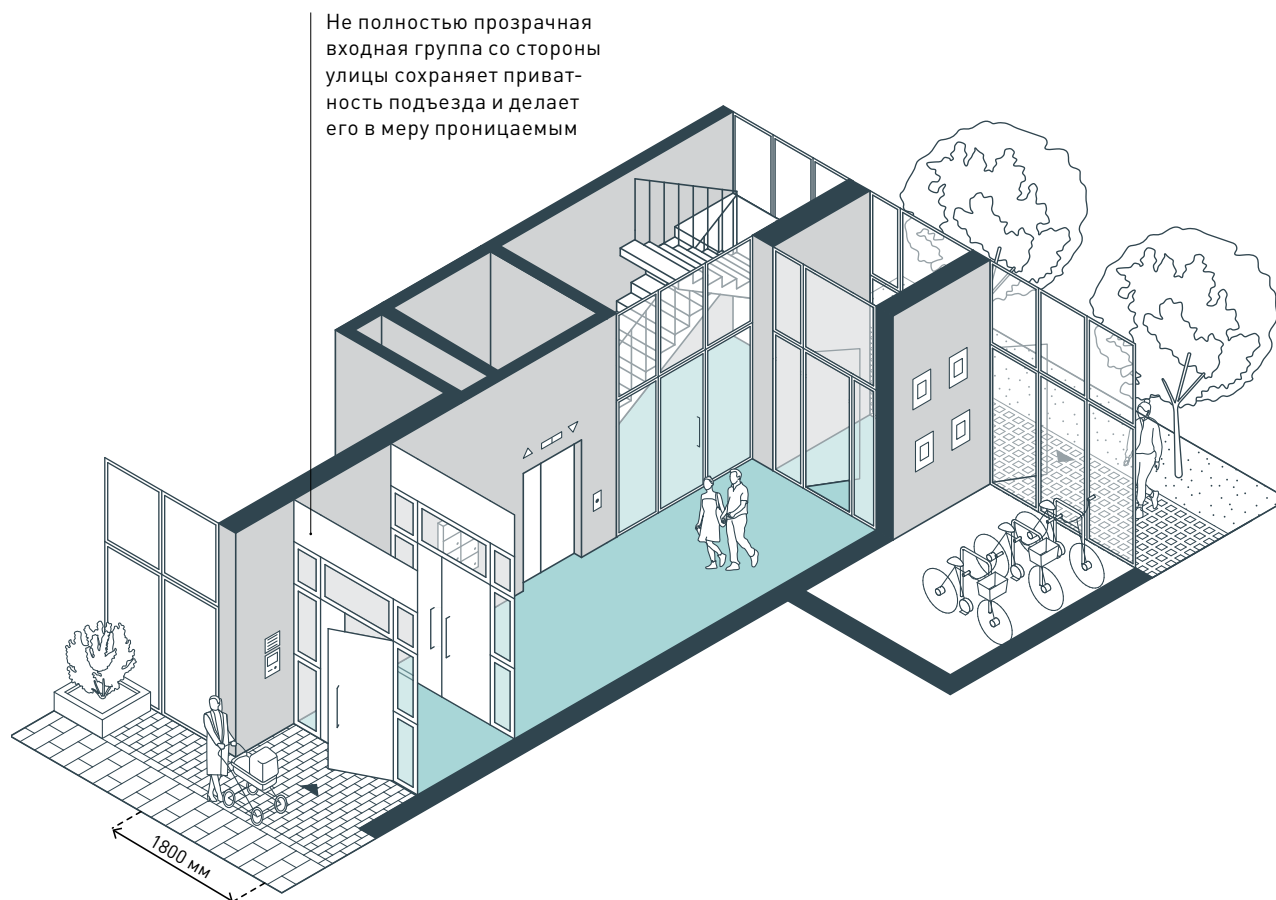 Не полностью прозрачная
входная группа со стороны
улицы сохраняет приват-
ность подъезда и делает
его в меру проницаемым
1800 мм